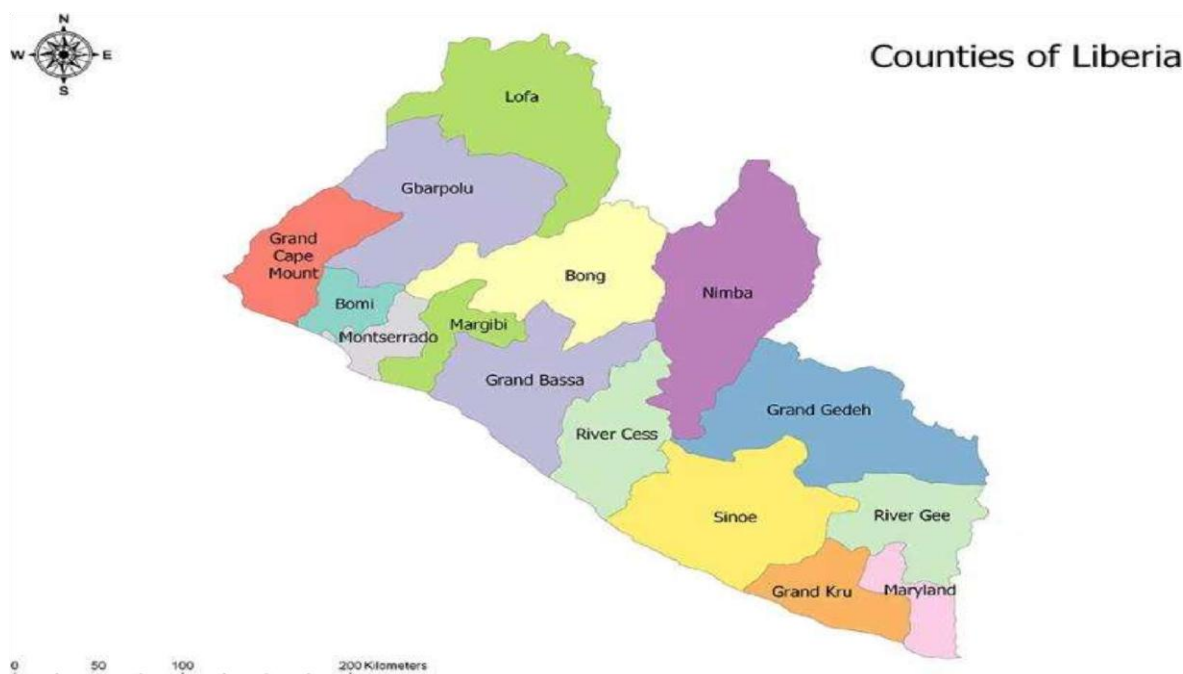 N
W E
S
Counties of Liberia
Lofa
Gbarpolu
Grand
Cape
Mount
Bong
Nimba
Bomi
Montserrado
Margibi
Grand Bassa
Grand Gedeh
River Cess
Sinoe
River Gee
Grand Kru
Maryland
0 50 100 200 Kilometers